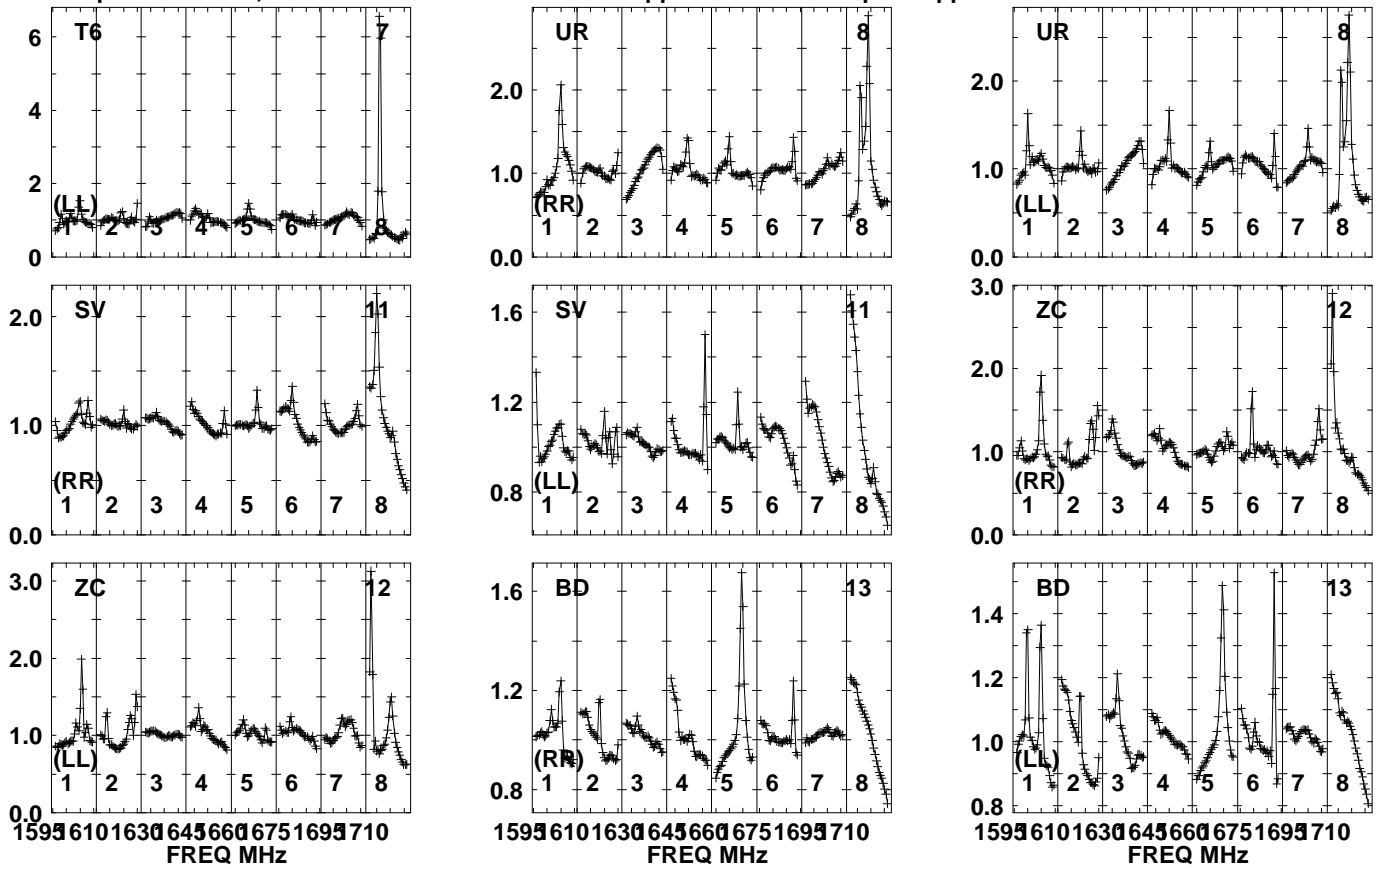 T6 7
6
4
2
0
(LL)
1 2 3 4 5 6 7 8
UR 8
2.0
1.0
0.0
(RR)
1 2 3 4 5 6 7 8
UR 8
2.0
1.0
0.0
(LL)
1 2 3 4 5 6 7 8
SV 11
2.0
1.0
0.0
(RR)
1 2 3 4 5 6 7 8
SV 11
1.6
1.2
0.8
(LL)
1 2 3 4 5 6 7 8
ZC 12
3.0
2.0
1.0
0.0
(RR)
1 2 3 4 5 6 7 8
ZC 12
3.0
2.0
1.0
0.0
(LL)
1 2 3 4 5 6 7 8
1595 1610 1630 1645 1660 1675 1695 1710
FREQ MHz
BD 13
1.6
1.2
0.8
(RR)
1 2 3 4 5 6 7 8
1595 1610 1630 1645 1660 1675 1695 1710
FREQ MHz
BD 13
1.4
1.2
1.0
0.8
(LL)
1 2 3 4 5 6 7 8
1595 1610 1630 1645 1660 1675 1695 1710
FREQ MHz